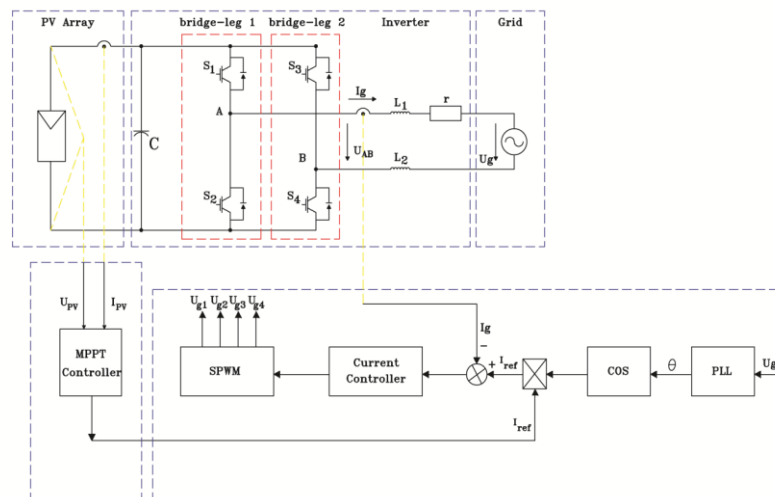 PV Array
bridge-leg 1
bridge-leg 2
Inverter
Grid
S1
S3
Ig
L1
r
A
C
UAB
Ug
B
L2
S2
S4
UPV
IPV
Ug1 Ug2 Ug3 Ug4
Ig
MPPT
Controller
SPWM
Current
Controller
-
+
Iref
COS
θ
PLL
Ug
Iref